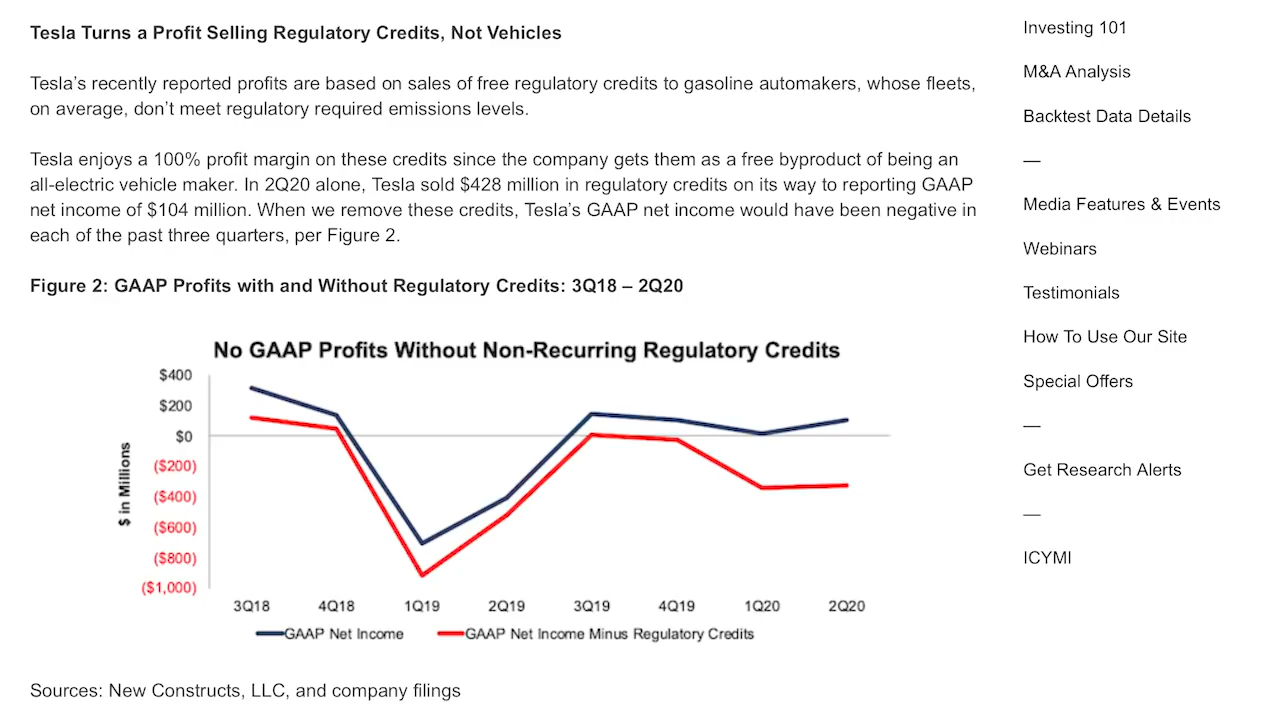 Tesla Turns a Profit Selling Regulatory Credits, Not Vehicles
Tesla’s recently reported profits are based on sales of free regulatory credits to gasoline automakers, whose fleets,
on average, don’t meet regulatory required emissions levels.
Tesla enjoys a 100% profit margin on these credits since the company gets them as a free byproduct of being an
all-electric vehicle maker. In 2Q20 alone, Tesla sold $428 million in regulatory credits on its way to reporting GAAP
net income of $104 million. When we remove these credits, Tesla’s GAAP net income would have been negative in
each of the past three quarters, per Figure 2.
Figure 2: GAAP Profits with and Without Regulatory Credits: 3Q18 – 2Q20
No GAAP Profits Without Non-Recurring Regulatory Credits
$ in Millions
$400
$200
$0
($200)
($400)
($600)
($800)
($1,000)
3Q18 4Q18 1Q19 2Q19 3Q19 4Q19 1Q20 2Q20
GAAP Net Income GAAP Net Income Minus Regulatory Credits
Sources: New Constructs, LLC, and company filings
Investing 101
M&A Analysis
Backtest Data Details
—
Media Features & Events
Webinars
Testimonials
How To Use Our Site
Special Offers
—
Get Research Alerts
—
ICYMI